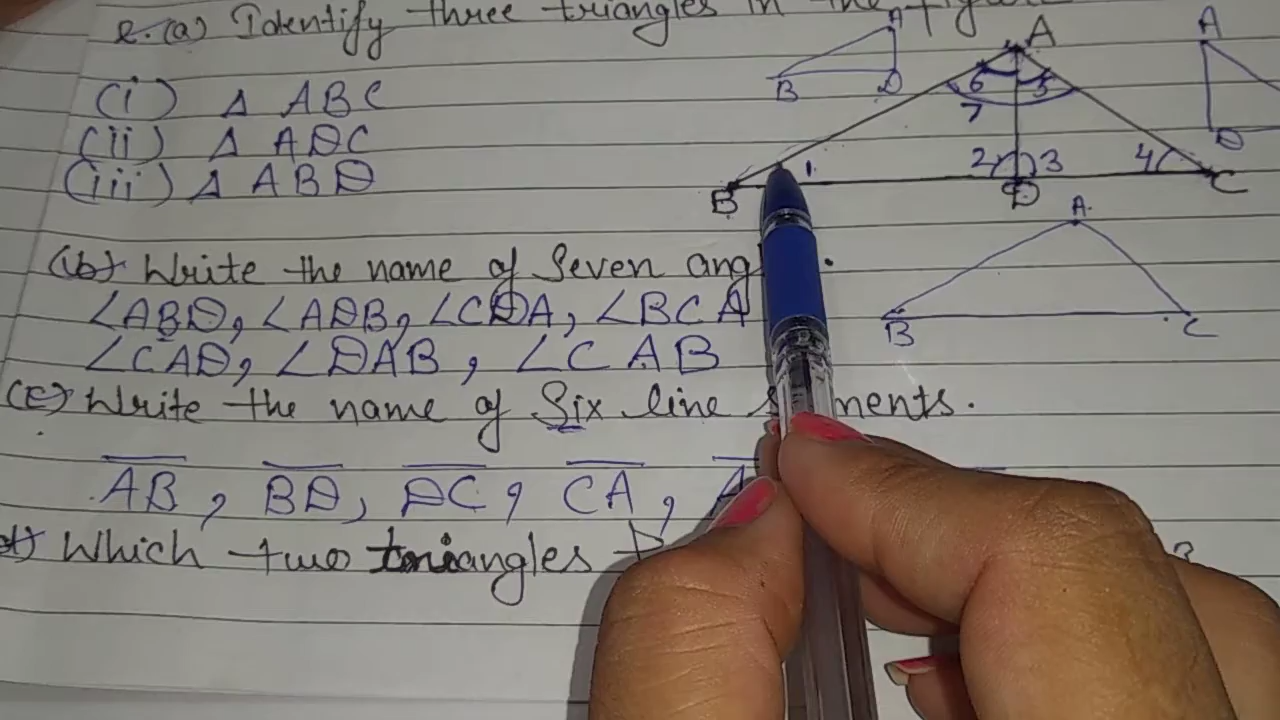 2. (a) Identify three triangles in the figure
(i) Δ ABC
(ii) Δ ADC
(iii) Δ ABD
A
B
D
A
6
5
7
1
2
3
4
B
D
C
A
D
A
B
C
(b) Write the name of Seven
∠ABD, ∠ADB, ∠CDA, ∠BCA
∠CAD, ∠DAB, ∠CAB
(c) Write the name of Six line
AB, BD, DC, CA,
d) Which two triangles
?